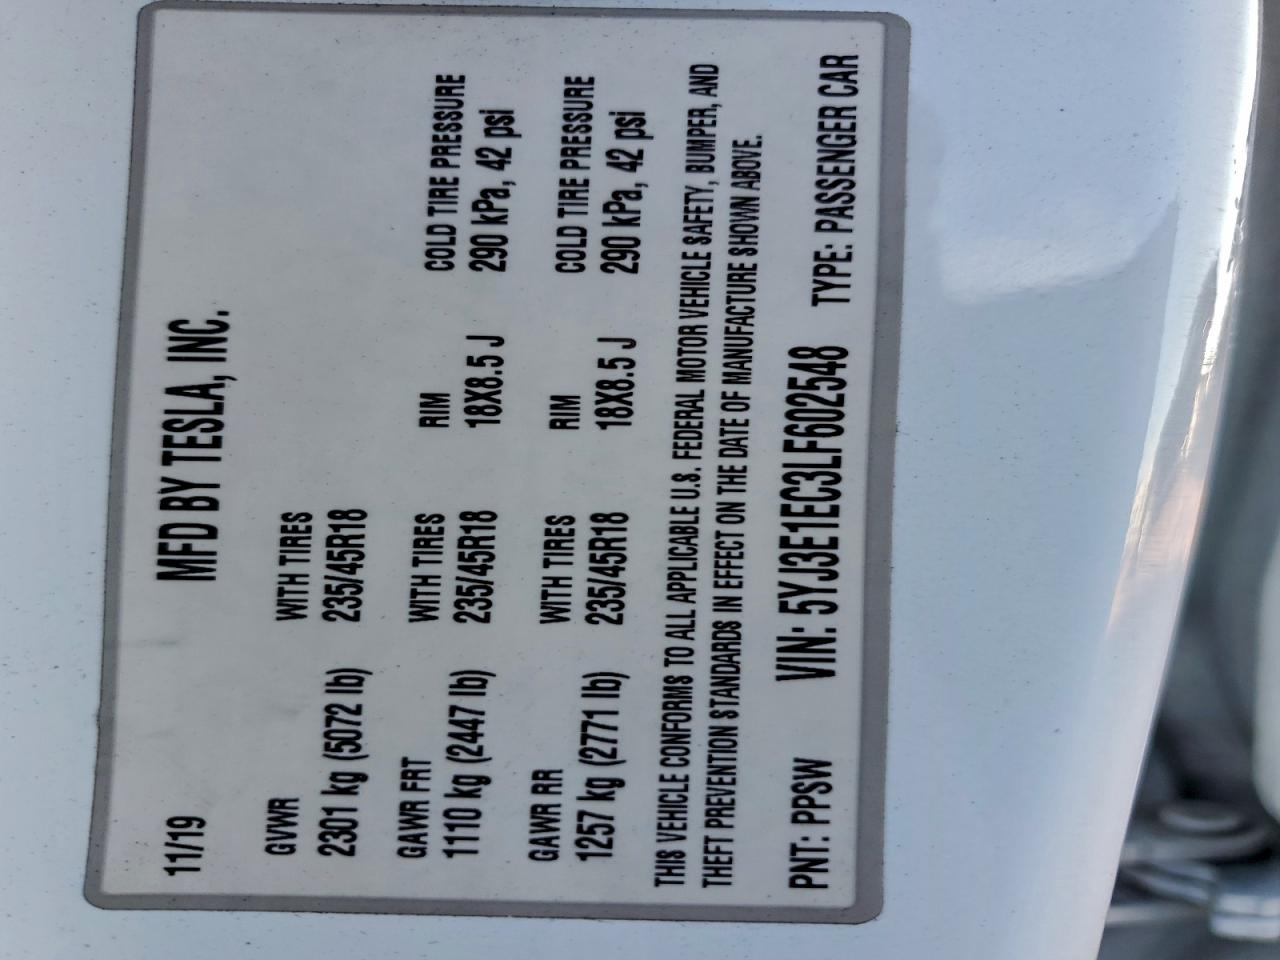 11/19 MFD BY TESLA, INC.
GVWR WITH TIRES
2301 kg (5072 lb) 235/45R18
GAWR FRT WITH TIRES RIM COLD TIRE PRESSURE
1110 kg (2447 lb) 235/45R18 18X8.5 J 290 kPa, 42 psi
GAWR RR WITH TIRES RIM COLD TIRE PRESSURE
1257 kg (2771 lb) 235/45R18 18X8.5 J 290 kPa, 42 psi
THIS VEHICLE CONFORMS TO ALL APPLICABLE U.S. FEDERAL MOTOR VEHICLE SAFETY, BUMPER, AND
THEFT PREVENTION STANDARDS IN EFFECT ON THE DATE OF MANUFACTURE SHOWN ABOVE.
PNT: PPSW VIN: 5YJ3E1EC3LF602548 TYPE: PASSENGER CAR